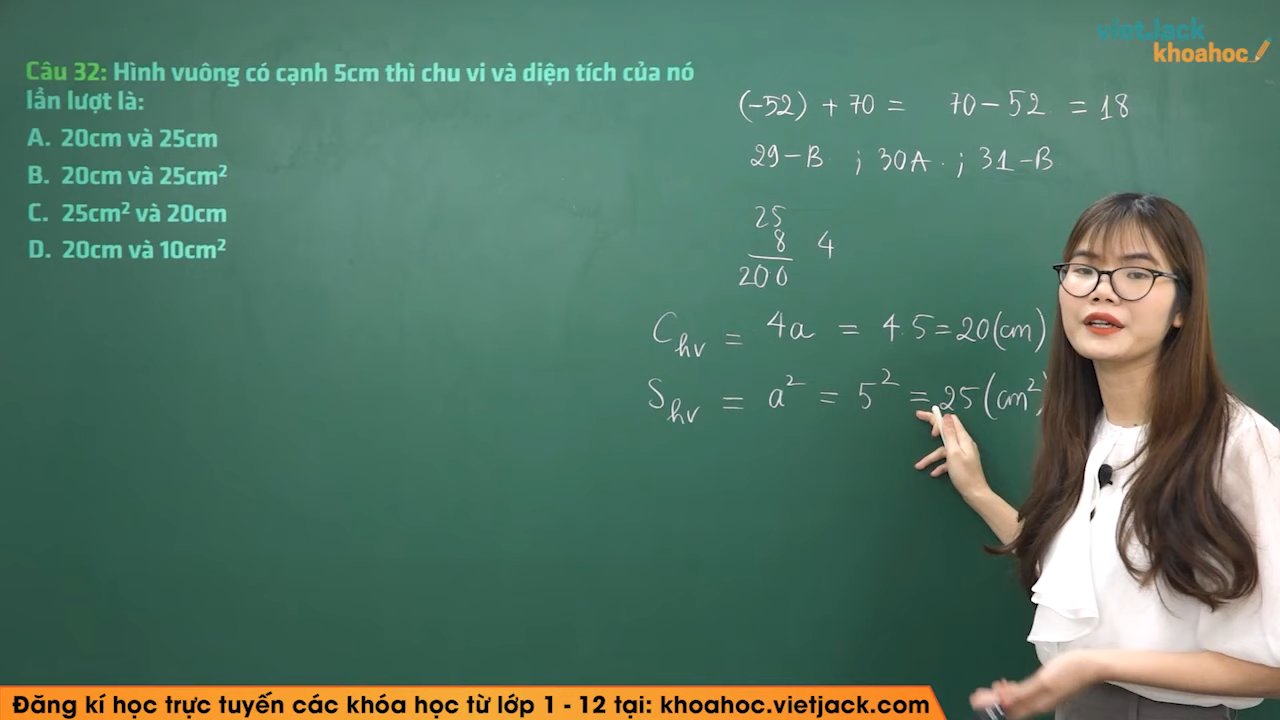 vietJack
khoahoc
Câu 32: Hình vuông có cạnh 5cm thì chu vi và diện tích của nó
lần lượt là:
A. 20cm và 25cm
B. 20cm và 25cm²
C. 25cm² và 20cm
D. 20cm và 10cm²
(-52) + 70 = 70 - 52 = 18
29-B ; 30A ; 31-B
25
8 4
200
C hv = 4a = 4.5 = 20 (cm)
S hv = a² = 5² = 25 (cm²)
Đăng kí học trực tuyến các khóa học từ lớp 1 - 12 tại: khoahoc.vietjack.com